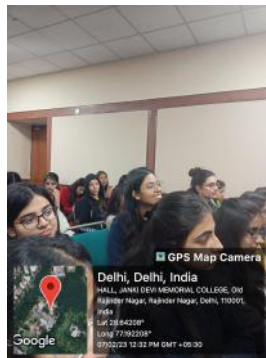 GPS Map Camera
Delhi, Delhi, India
HALL, JANKI DEVI MEMORIAL COLLEGE, Old
Rajinder Nagar, Rajinder Nagar, Delhi, 110001,
India
Lat 28.64208°
Long 77.192208°
07/02/23 12:32 PM GMT +05:30
Google